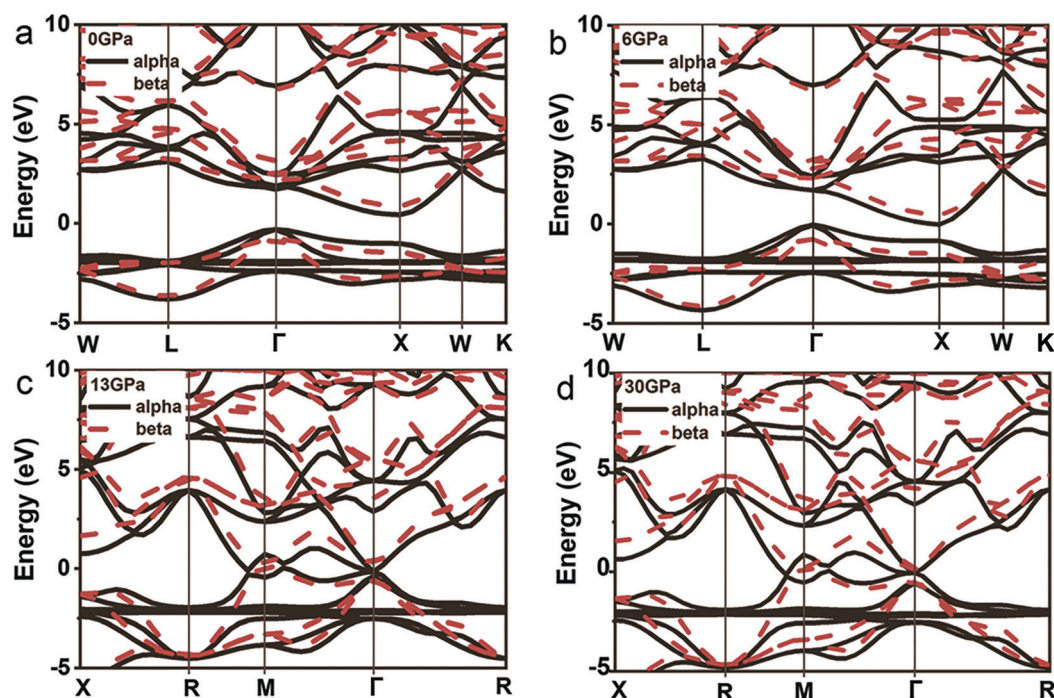 a
0GPa
alpha
beta
Energy (eV)
10
5
0
-5
W L Γ X W K
b
6GPa
alpha
beta
Energy (eV)
10
5
0
-5
W L Γ X W K
c
13GPa
alpha
beta
Energy (eV)
10
5
0
-5
X R M Γ R
d
30GPa
alpha
beta
Energy (eV)
10
5
0
-5
X R M Γ R